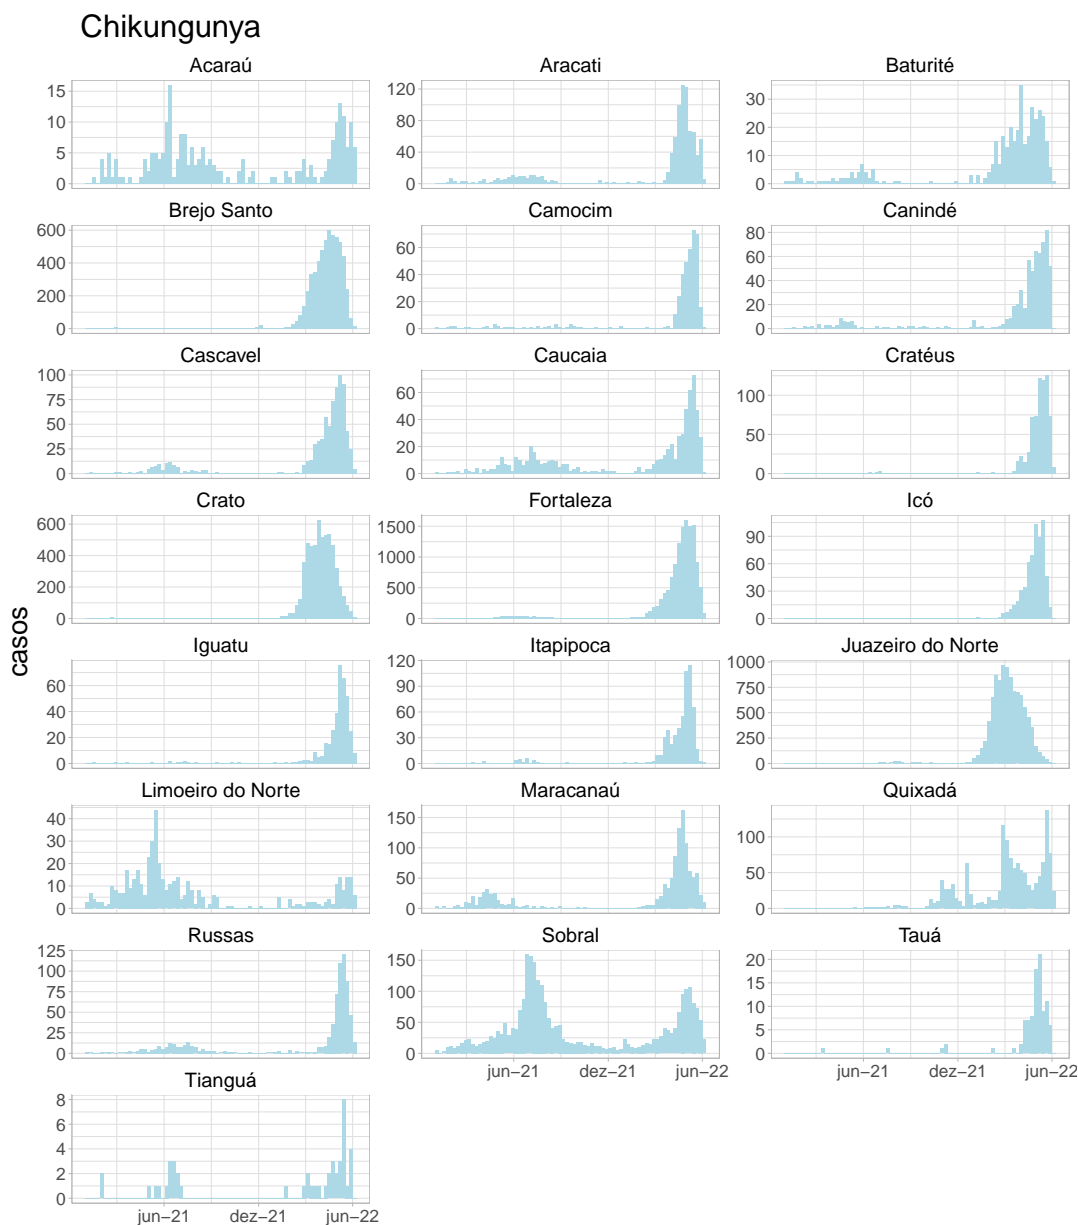 Chikungunya
Acaraú Aracati Baturité
15 10 5 0
120 80 40 0
30 20 10 0
Brejo Santo Camocim Canindé
600 400 200 0
60 40 20 0
80 60 40 20 0
Cascavel Caucaia Cratéus
100 75 50 25 0
60 40 20 0
100 50 0
Crato Fortaleza Icó
600 400 200 0
1500 1000 500 0
90 60 30 0
casos
Iguatu Itapipoca Juazeiro do Norte
60 40 20 0
120 90 60 30 0
1000 750 500 250 0
Limoeiro do Norte Maracanaú Quixadá
40 30 20 10 0
150 100 50 0
100 50 0
Russas Sobral Tauá
125 100 75 50 25 0
150 100 50 0
20 15 10 5 0
jun−21 dez−21 jun−22
jun−21 dez−21 jun−22
Tianguá
8 6 4 2 0
jun−21 dez−21 jun−22